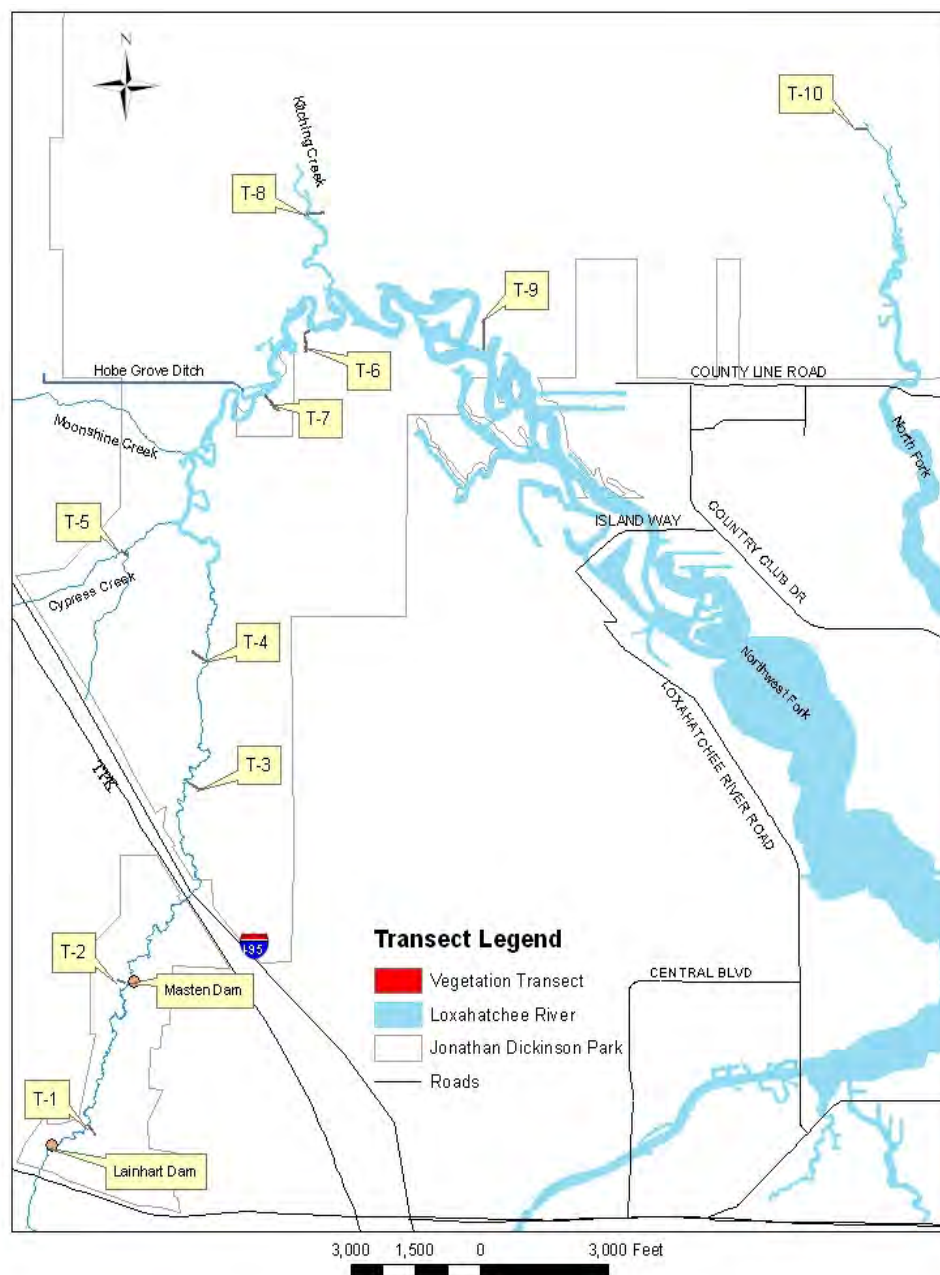 N
T-10
Kitching Creek
T-8
T-9
T-6
Hobe Grove Ditch
COUNTY LINE ROAD
T-7
Moonshine Creek
North Fork
T-5
ISLAND WAY
COUNTRY CLUB DR
Cypress Creek
T-4
Northwest Fork
LOXAHATCHEE RIVER ROAD
TPK
T-3
Transect Legend
I-95
T-2
Vegetation Transect
CENTRAL BLVD
Masten Dam
Loxahatchee River
Jonathan Dickinson Park
Roads
T-1
Lainhart Dam
3,000 1,500 0 3,000 Feet